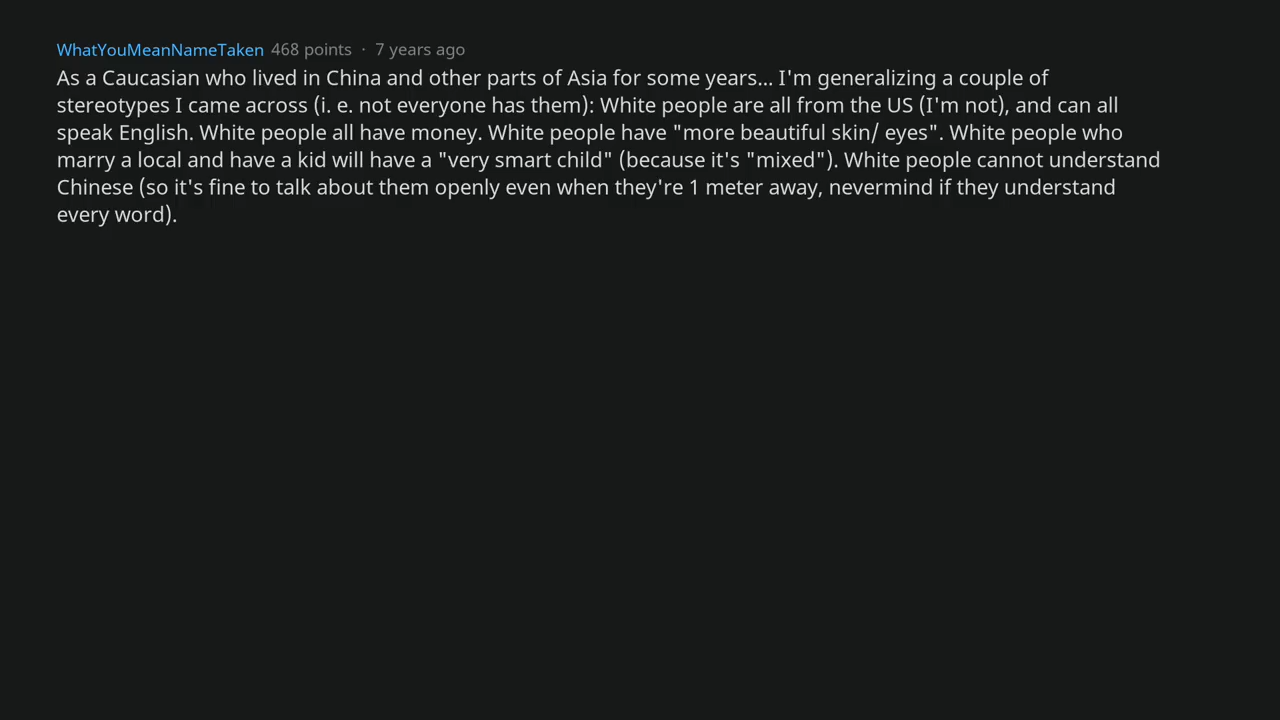 WhatYouMeanNameTaken 468 points · 7 years ago
As a Caucasian who lived in China and other parts of Asia for some years... I'm generalizing a couple of
stereotypes I came across (i. e. not everyone has them): White people are all from the US (I'm not), and can all
speak English. White people all have money. White people have "more beautiful skin/ eyes". White people who
marry a local and have a kid will have a "very smart child" (because it's "mixed"). White people cannot understand
Chinese (so it's fine to talk about them openly even when they're 1 meter away, nevermind if they understand
every word).